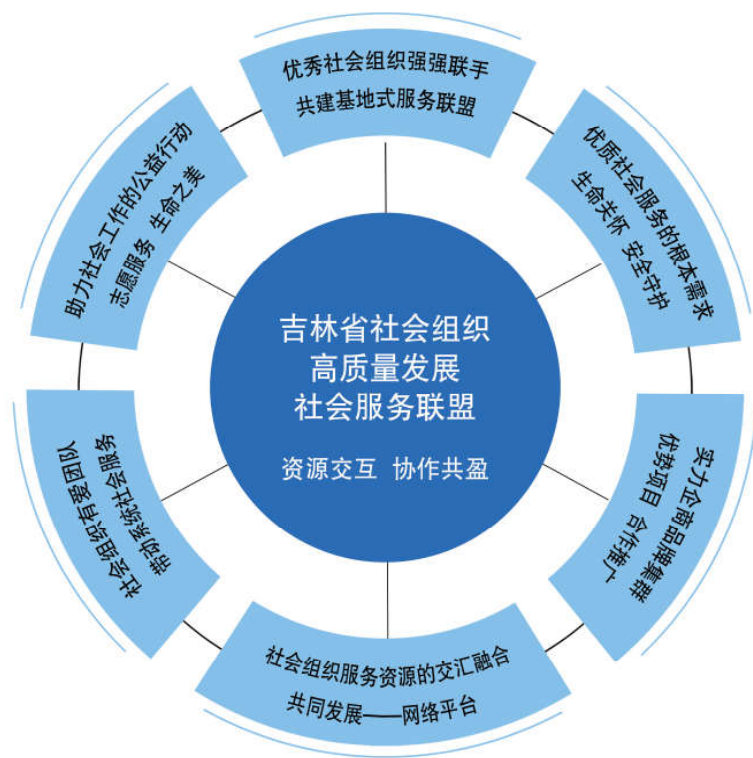 优秀社会组织强强联手
共建基地式服务联盟
优质社会服务的根本需求
生命关怀 安全守护
实力企商品牌集群
优势项目 合作推广
社会组织服务资源的交汇融合
共同发展——网络平台
社会组织有爱团队
带动系统社会服务
助力社会工作的公益行动
志愿服务 生命之美
吉林省社会组织
高质量发展
社会服务联盟
资源交互 协作共盈